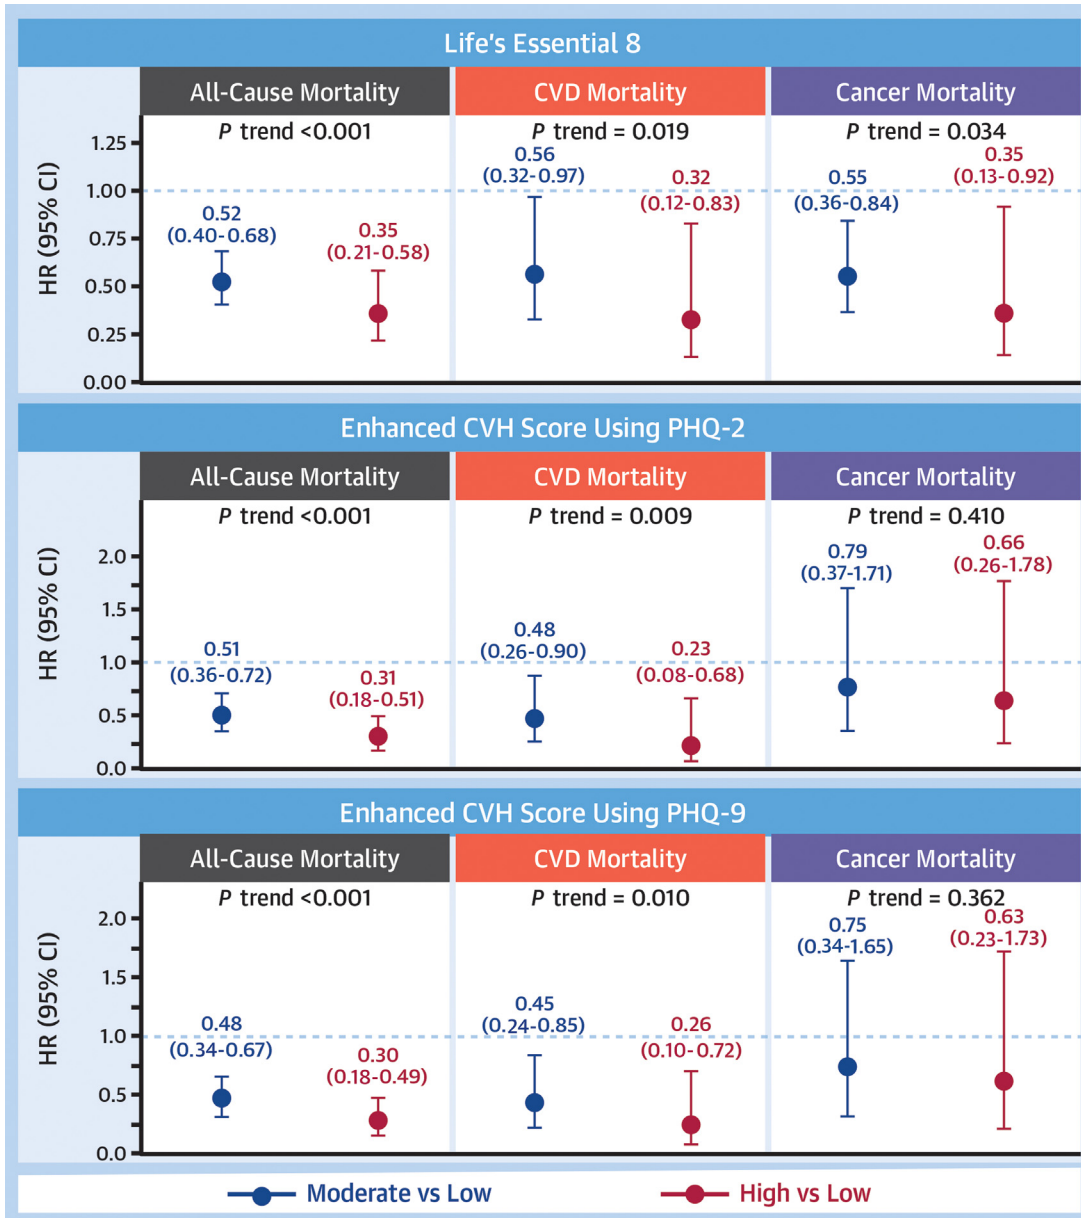 Life's Essential 8
All-Cause Mortality
CVD Mortality
Cancer Mortality
P trend <0.001
P trend = 0.019
P trend = 0.034
HR (95% CI)
1.25
1.00
0.75
0.50
0.25
0.00
0.52
(0.40-0.68)
0.35
(0.21-0.58)
0.56
(0.32-0.97)
0.32
(0.12-0.83)
0.55
(0.36-0.84)
0.35
(0.13-0.92)
Enhanced CVH Score Using PHQ-2
All-Cause Mortality
CVD Mortality
Cancer Mortality
P trend <0.001
P trend = 0.009
P trend = 0.410
HR (95% CI)
2.0
1.5
1.0
0.5
0.0
0.51
(0.36-0.72)
0.31
(0.18-0.51)
0.48
(0.26-0.90)
0.23
(0.08-0.68)
0.79
(0.37-1.71)
0.66
(0.26-1.78)
Enhanced CVH Score Using PHQ-9
All-Cause Mortality
CVD Mortality
Cancer Mortality
P trend <0.001
P trend = 0.010
P trend = 0.362
HR (95% CI)
2.0
1.5
1.0
0.5
0.0
0.48
(0.34-0.67)
0.30
(0.18-0.49)
0.45
(0.24-0.85)
0.26
(0.10-0.72)
0.75
(0.34-1.65)
0.63
(0.23-1.73)
Moderate vs Low
High vs Low